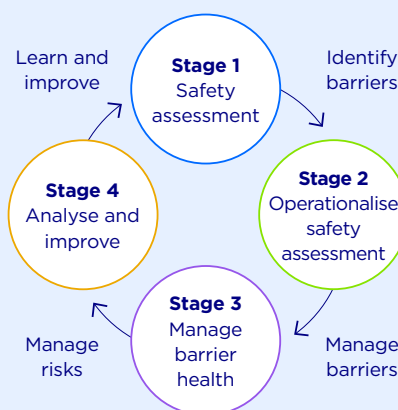 Stage 1
Safety
assessment
Identify
barriers
Stage 2
Operationalise
safety
assessment
Manage
barriers
Stage 3
Manage
barrier
health
Manage
risks
Stage 4
Analyse and
improve
Learn and
improve